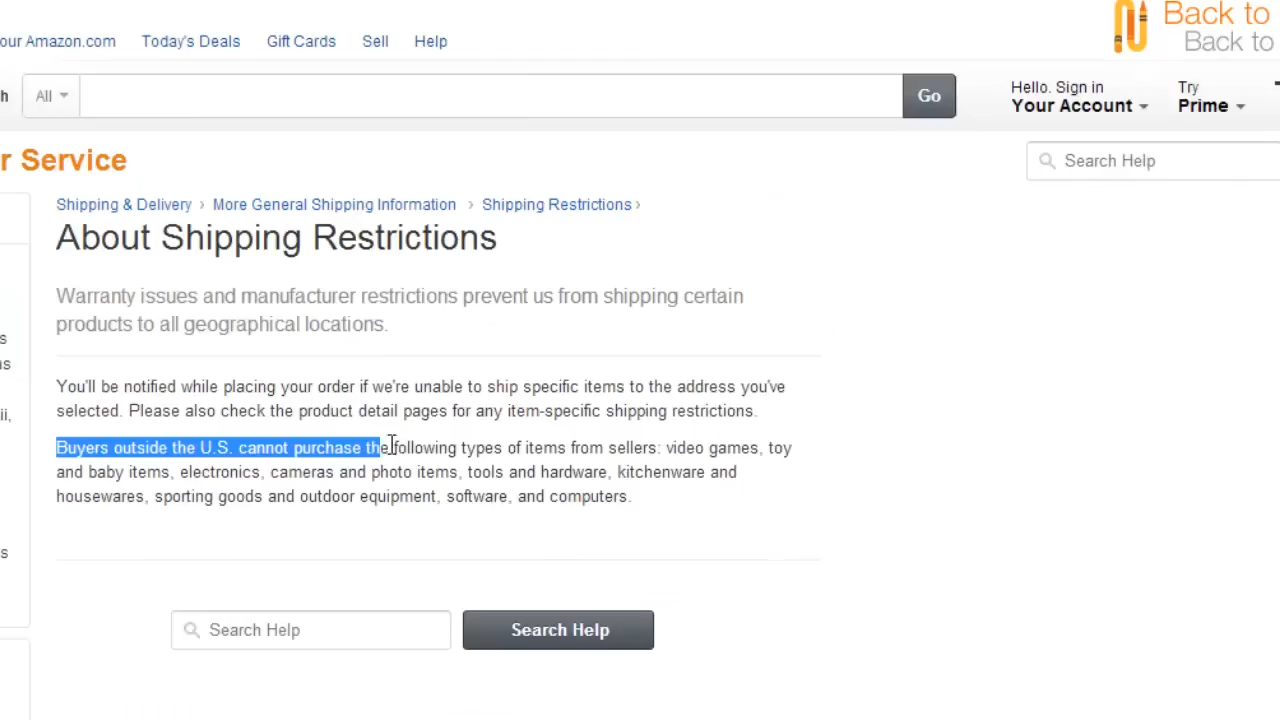 our Amazon.com Today's Deals Gift Cards Sell Help
Back to
Back to
h All Go
Hello. Sign in
Your Account
Try
Prime
r Service
Search Help
Shipping & Delivery › More General Shipping Information › Shipping Restrictions ›
About Shipping Restrictions
Warranty issues and manufacturer restrictions prevent us from shipping certain
products to all geographical locations.
You'll be notified while placing your order if we're unable to ship specific items to the address you've
selected. Please also check the product detail pages for any item-specific shipping restrictions.
Buyers outside the U.S. cannot purchase the following types of items from sellers: video games, toy
and baby items, electronics, cameras and photo items, tools and hardware, kitchenware and
housewares, sporting goods and outdoor equipment, software, and computers.
s
s
ii,
s
Search Help
Search Help